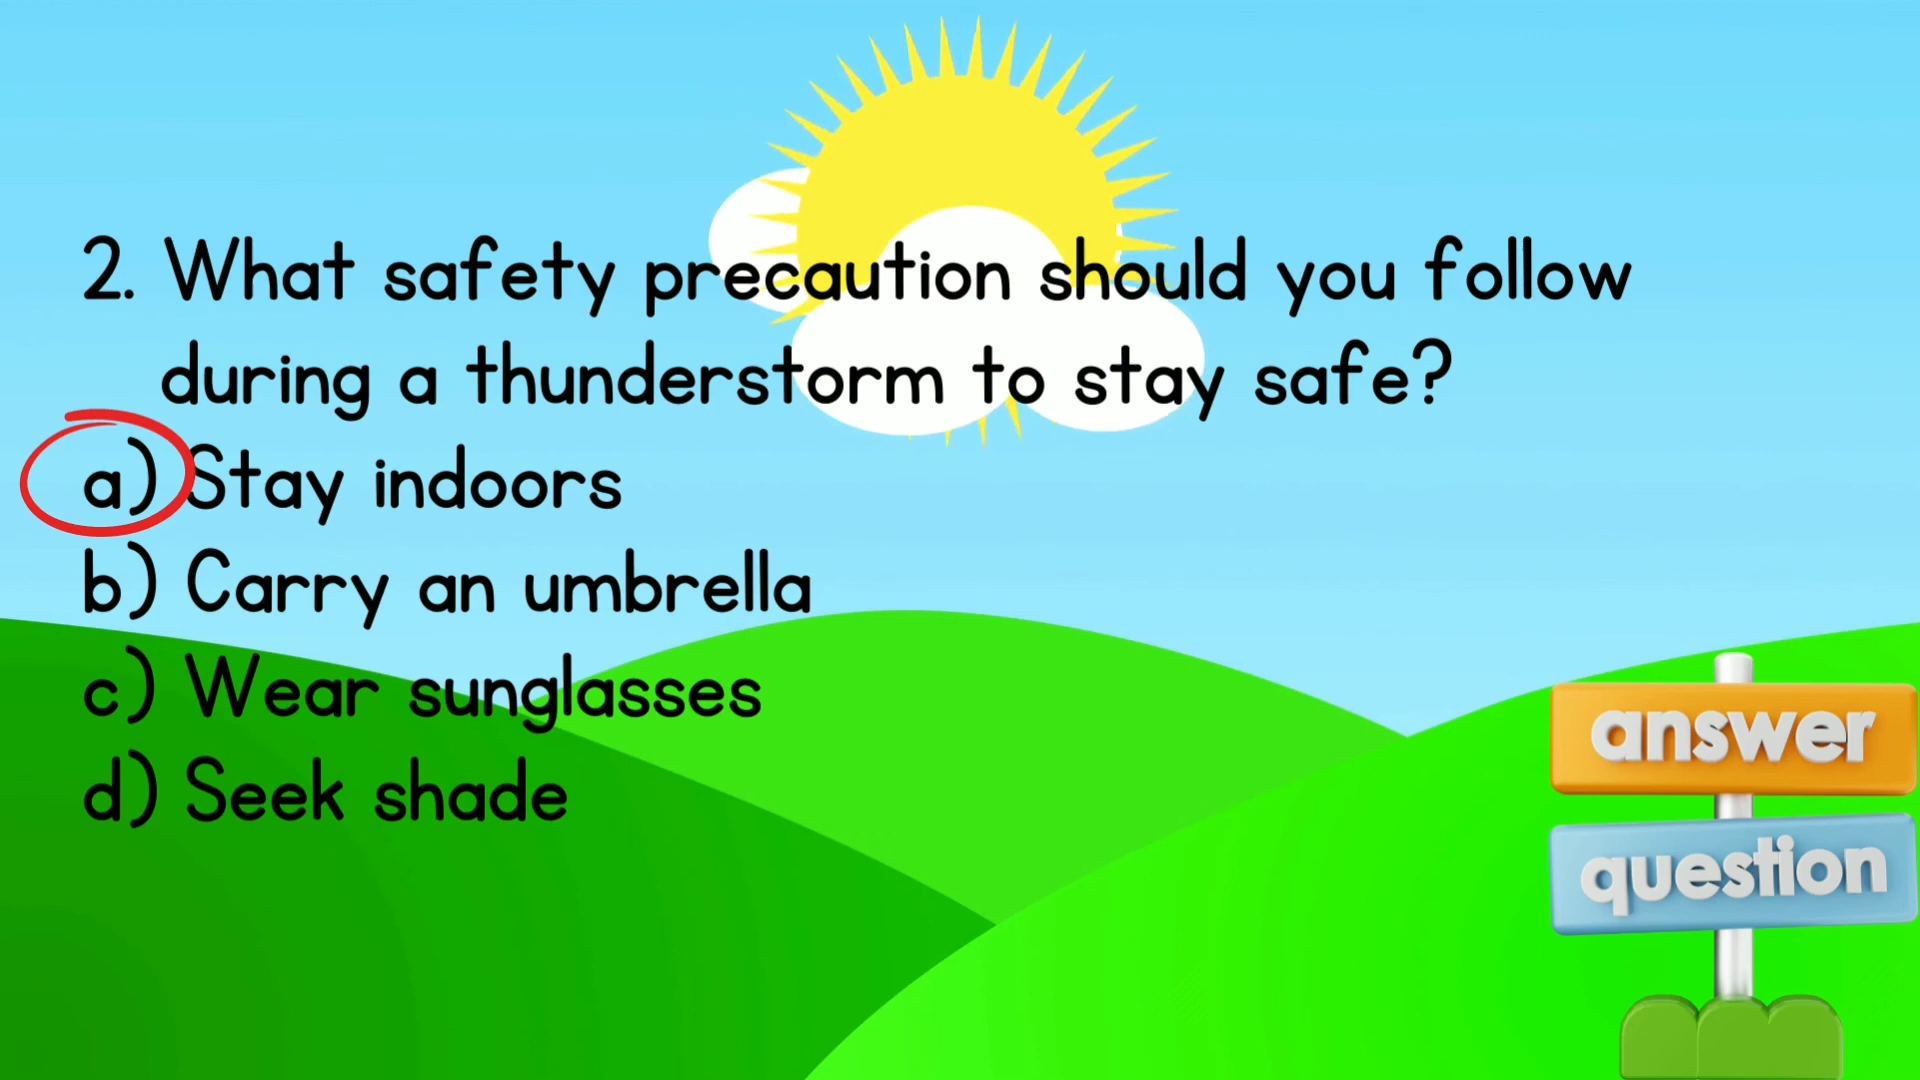 2. What safety precaution should you follow
during a thunderstorm to stay safe?
a) Stay indoors
b) Carry an umbrella
c) Wear sunglasses
d) Seek shade
answer
question